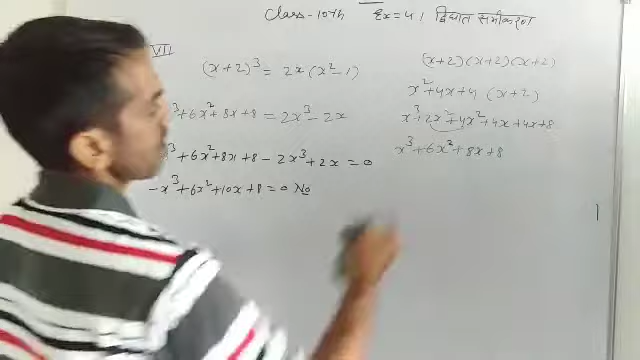 Class-10th Ex=4.1 द्विघात समीकरण
VII
(x+2)³ = 2x(x²-1)
³+6x²+8x+8 = 2x³-2x
³+6x²+8x+8-2x³+2x=0
-x³+6x²+10x+8=0 No
(x+2)(x+2)(x+2)
x²+4x+4 (x+2)
x³+2x²+4x²+4x+4x+8
x³+6x²+8x+8